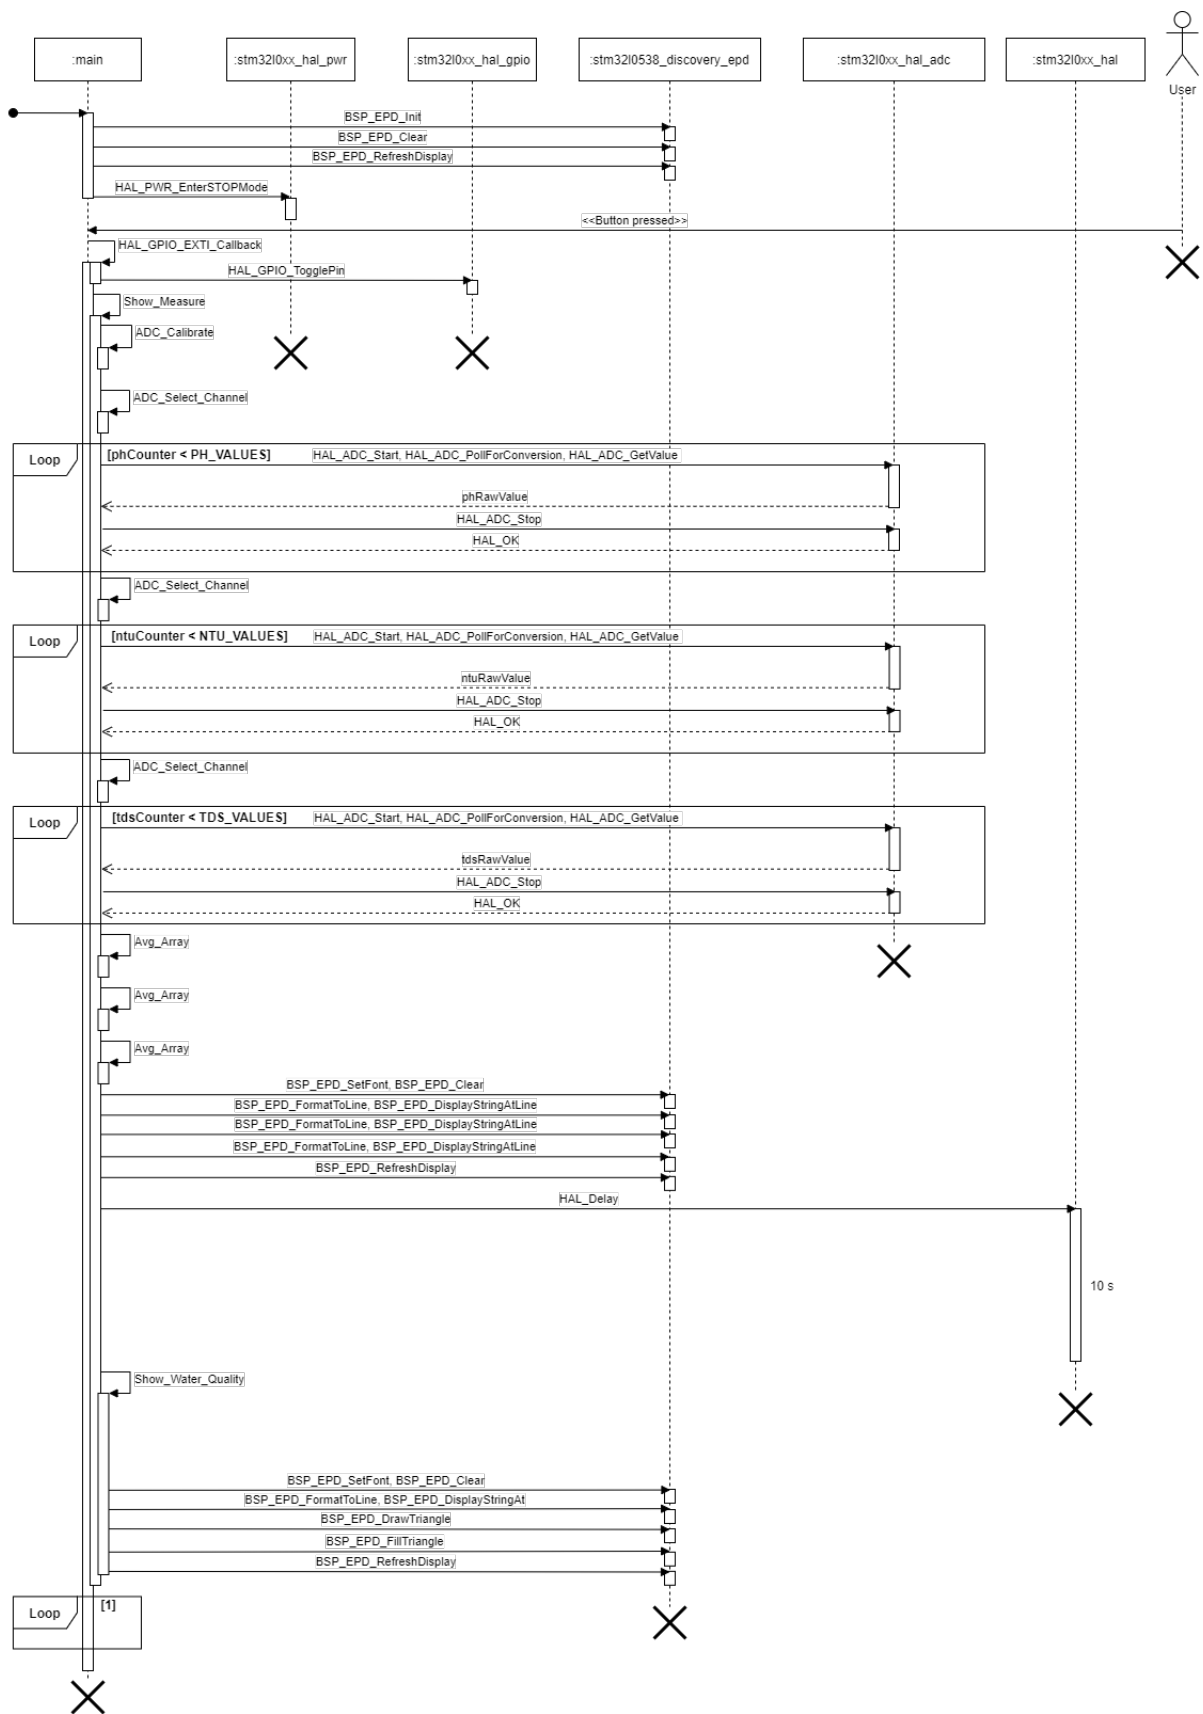 :main
:stm32l0xx_hal_pwr
:stm32l0xx_hal_gpio
:stm32l0538_discovery_epd
:stm32l0xx_hal_adc
:stm32l0xx_hal
User
BSP_EPD_Init
BSP_EPD_Clear
BSP_EPD_RefreshDisplay
HAL_PWR_EnterSTOPMode
<<Button pressed>>
HAL_GPIO_EXTI_Callback
HAL_GPIO_TogglePin
Show_Measure
ADC_Calibrate
ADC_Select_Channel
Loop
[phCounter < PH_VALUES]
HAL_ADC_Start, HAL_ADC_PollForConversion, HAL_ADC_GetValue
phRawValue
HAL_ADC_Stop
HAL_OK
ADC_Select_Channel
Loop
[ntuCounter < NTU_VALUES]
HAL_ADC_Start, HAL_ADC_PollForConversion, HAL_ADC_GetValue
ntuRawValue
HAL_ADC_Stop
HAL_OK
ADC_Select_Channel
Loop
[tdsCounter < TDS_VALUES]
HAL_ADC_Start, HAL_ADC_PollForConversion, HAL_ADC_GetValue
tdsRawValue
HAL_ADC_Stop
HAL_OK
Avg_Array
Avg_Array
Avg_Array
BSP_EPD_SetFont, BSP_EPD_Clear
BSP_EPD_FormatToLine, BSP_EPD_DisplayStringAtLine
BSP_EPD_FormatToLine, BSP_EPD_DisplayStringAtLine
BSP_EPD_FormatToLine, BSP_EPD_DisplayStringAtLine
BSP_EPD_RefreshDisplay
HAL_Delay
10 s
Show_Water_Quality
BSP_EPD_SetFont, BSP_EPD_Clear
BSP_EPD_FormatToLine, BSP_EPD_DisplayStringAt
BSP_EPD_DrawTriangle
BSP_EPD_FillTriangle
BSP_EPD_RefreshDisplay
Loop
[1]